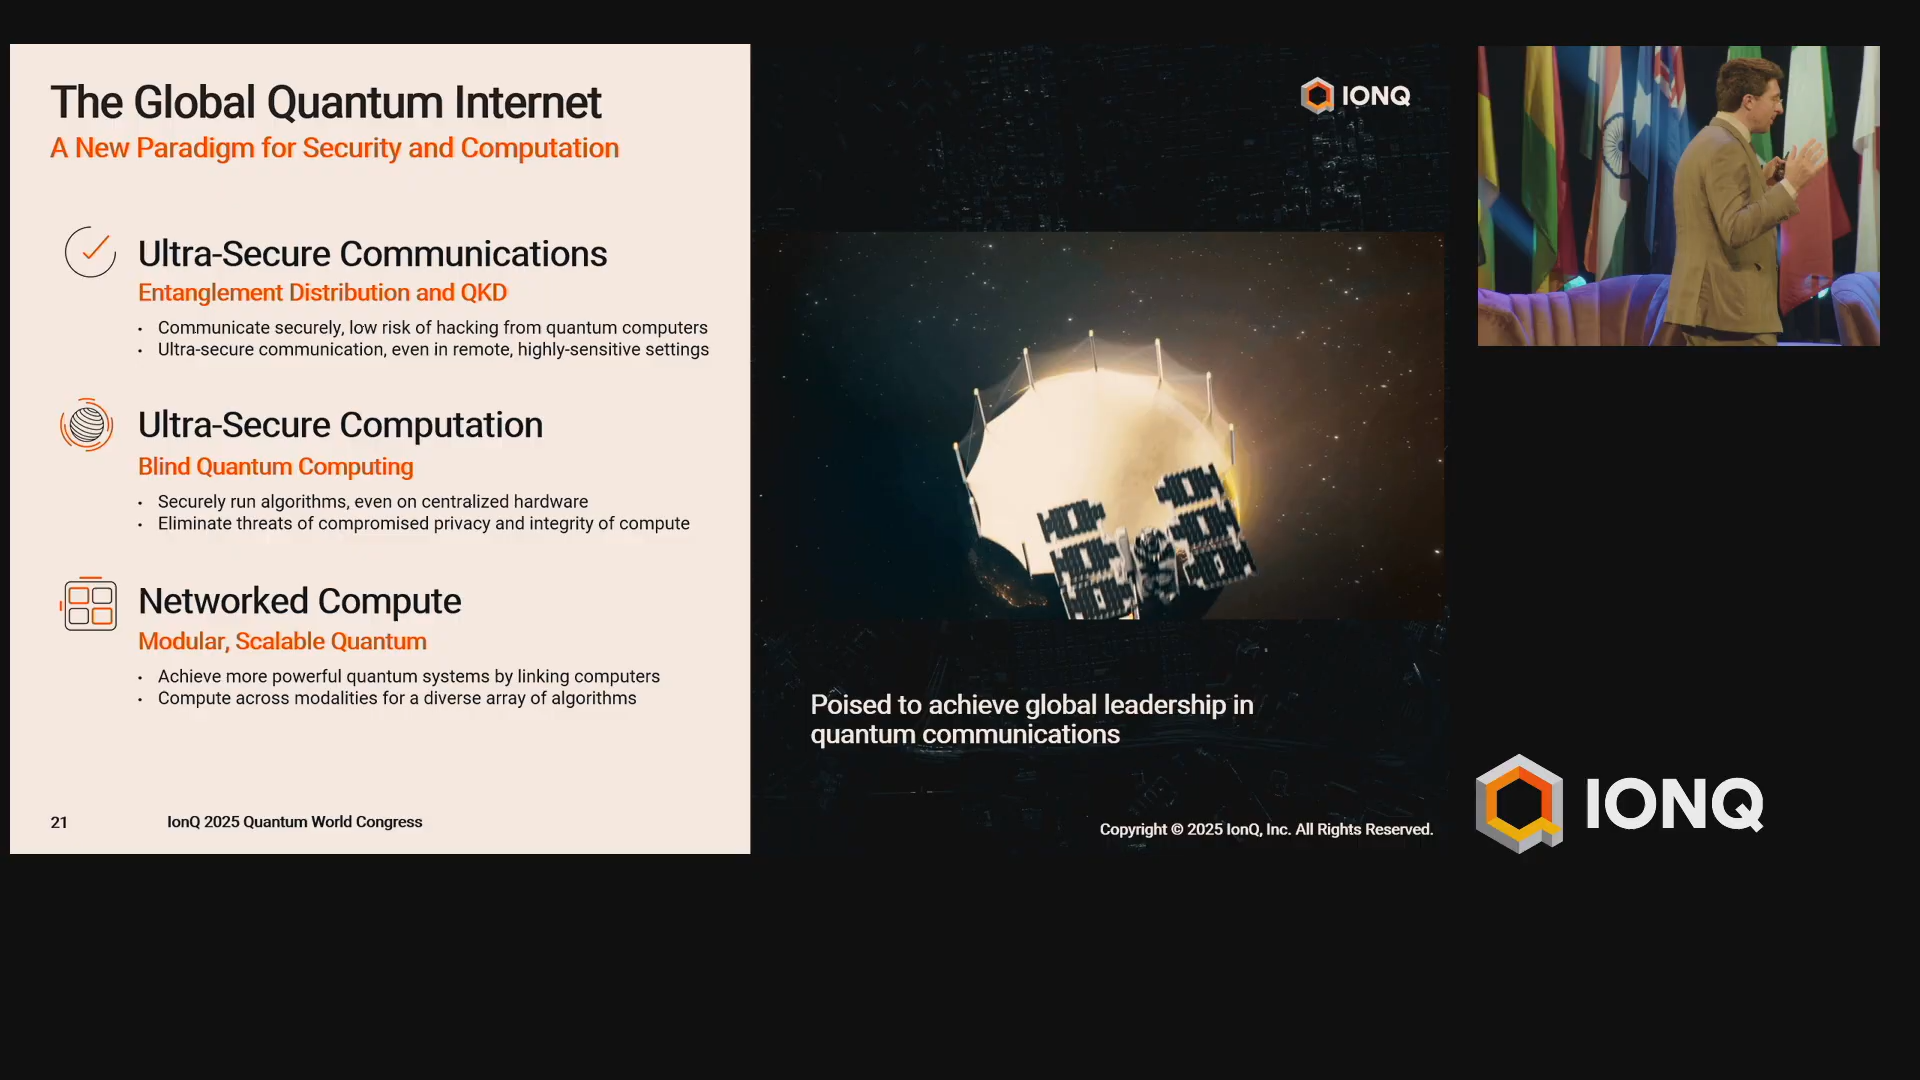 The Global Quantum Internet
A New Paradigm for Security and Computation
Ultra-Secure Communications
Entanglement Distribution and QKD
• Communicate securely, low risk of hacking from quantum computers
• Ultra-secure communication, even in remote, highly-sensitive settings
Ultra-Secure Computation
Blind Quantum Computing
• Securely run algorithms, even on centralized hardware
• Eliminate threats of compromised privacy and integrity of compute
Networked Compute
Modular, Scalable Quantum
• Achieve more powerful quantum systems by linking computers
• Compute across modalities for a diverse array of algorithms
21
IonQ 2025 Quantum World Congress
IONQ
Poised to achieve global leadership in
quantum communications
Copyright © 2025 IonQ, Inc. All Rights Reserved.
IONQ